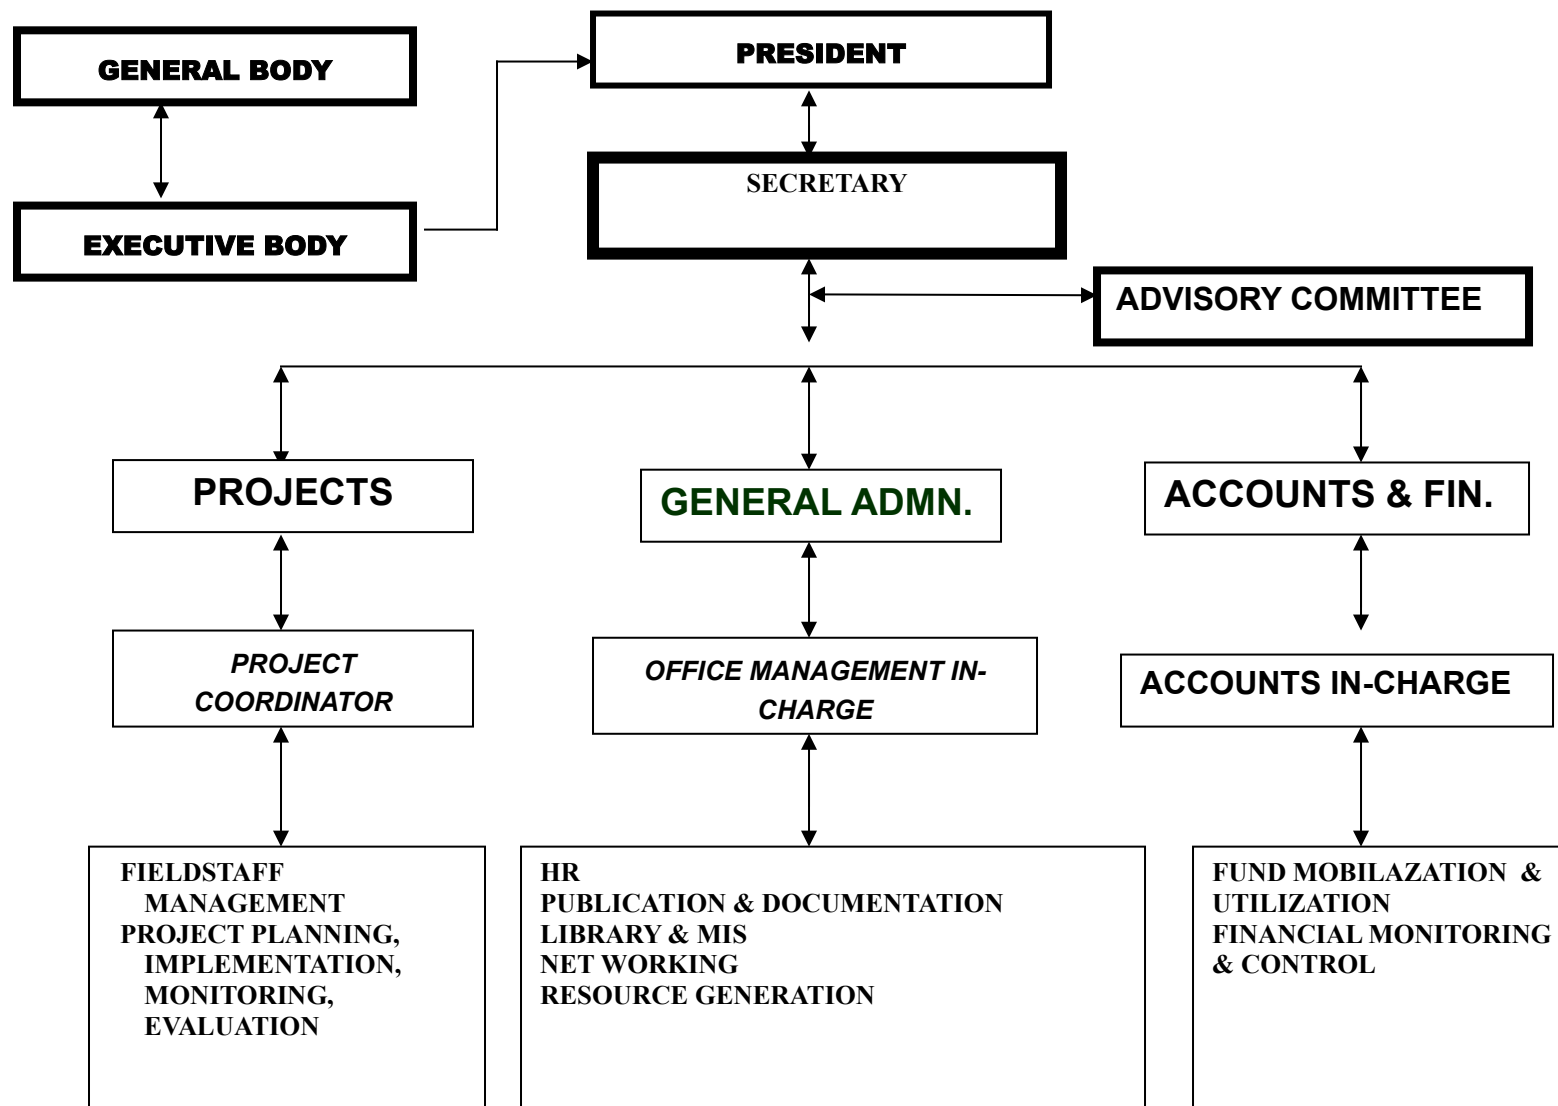 GENERAL BODY
PRESIDENT
SECRETARY
EXECUTIVE BODY
ADVISORY COMMITTEE
PROJECTS
GENERAL ADMN.
ACCOUNTS & FIN.
PROJECT
COORDINATOR
OFFICE MANAGEMENT IN-
CHARGE
ACCOUNTS IN-CHARGE
FIELDSTAFF
MANAGEMENT
PROJECT PLANNING,
IMPLEMENTATION,
MONITORING,
EVALUATION
HR
PUBLICATION & DOCUMENTATION
LIBRARY & MIS
NET WORKING
RESOURCE GENERATION
FUND MOBILAZATION &
UTILIZATION
FINANCIAL MONITORING
& CONTROL